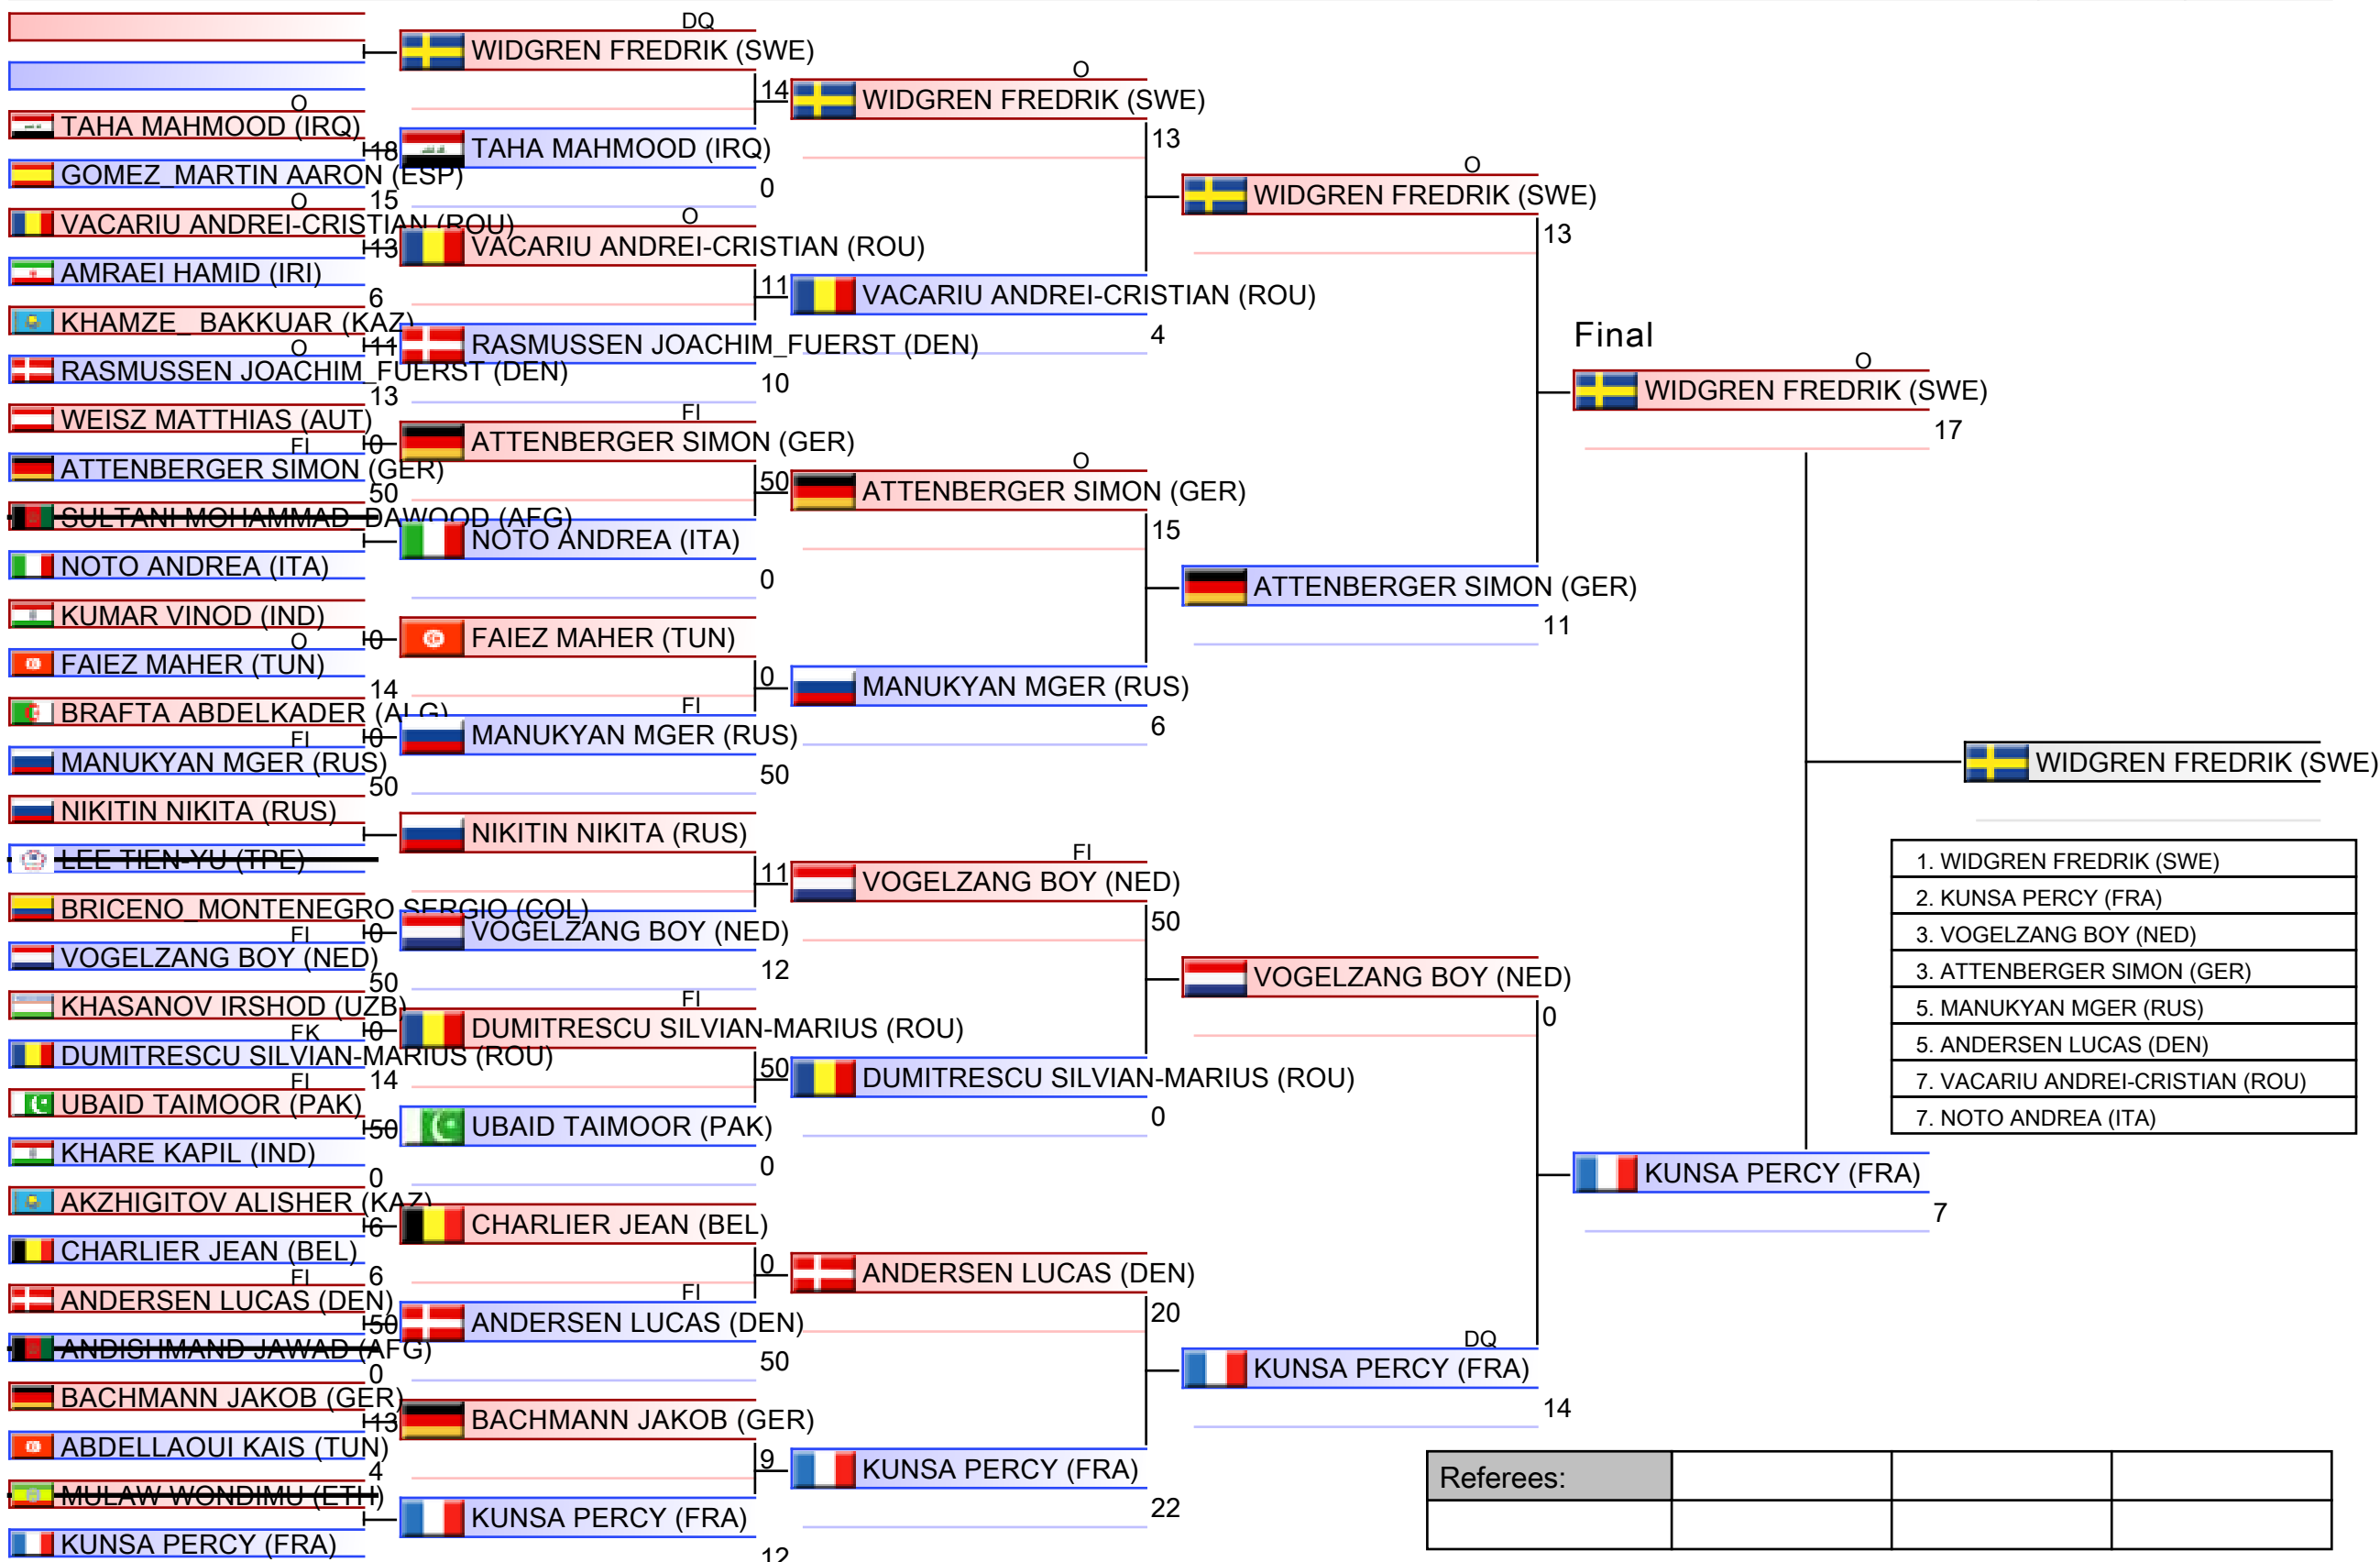 DQ
WIDGREN FREDRIK (SWE)
14
O
TAHA MAHMOOD (IRQ)
18
GOMEZ_MARTIN AARON (ESP)
15
TAHA MAHMOOD (IRQ)
0
O
VACARIU ANDREI-CRISTIAN (ROU)
13
AMRAEI HAMID (IRI)
6
O
VACARIU ANDREI-CRISTIAN (ROU)
11
KHAMZE_ BAKKUAR (KAZ)
11
O
RASMUSSEN JOACHIM_FUERST (DEN)
13
RASMUSSEN JOACHIM_FUERST (DEN)
10
WEISZ MATTHIAS (AUT)
0
FI
ATTENBERGER SIMON (GER)
50
FI
ATTENBERGER SIMON (GER)
50
SULTANI MOHAMMAD_DAWOOD (AFG)
NOTO ANDREA (ITA)
NOTO ANDREA (ITA)
0
KUMAR VINOD (IND)
0
O
FAIEZ MAHER (TUN)
14
FAIEZ MAHER (TUN)
0
BRAFTA ABDELKADER (ALG)
0
FI
MANUKYAN MGER (RUS)
50
FI
MANUKYAN MGER (RUS)
50
NIKITIN NIKITA (RUS)
LEE TIEN-YU (TPE)
NIKITIN NIKITA (RUS)
11
BRICENO_MONTENEGRO SERGIO (COL)
0
FI
VOGELZANG BOY (NED)
50
VOGELZANG BOY (NED)
12
KHASANOV IRSHOD (UZB)
0
FK
DUMITRESCU SILVIAN-MARIUS (ROU)
14
FI
DUMITRESCU SILVIAN-MARIUS (ROU)
50
FI
UBAID TAIMOOR (PAK)
50
KHARE KAPIL (IND)
0
UBAID TAIMOOR (PAK)
0
AKZHIGITOV ALISHER (KAZ)
6
CHARLIER JEAN (BEL)
6
CHARLIER JEAN (BEL)
0
FI
ANDERSEN LUCAS (DEN)
50
ANDISHMAND JAWAD (AFG)
0
FI
ANDERSEN LUCAS (DEN)
50
BACHMANN JAKOB (GER)
13
ABDELLAOUI KAIS (TUN)
4
BACHMANN JAKOB (GER)
9
MULAW WONDIMU (ETH)
KUNSA PERCY (FRA)
KUNSA PERCY (FRA)
12
O
WIDGREN FREDRIK (SWE)
13
VACARIU ANDREI-CRISTIAN (ROU)
4
O
ATTENBERGER SIMON (GER)
15
MANUKYAN MGER (RUS)
6
FI
VOGELZANG BOY (NED)
50
DUMITRESCU SILVIAN-MARIUS (ROU)
0
ANDERSEN LUCAS (DEN)
20
KUNSA PERCY (FRA)
22
O
WIDGREN FREDRIK (SWE)
13
ATTENBERGER SIMON (GER)
11
VOGELZANG BOY (NED)
0
DQ
KUNSA PERCY (FRA)
14
Final
O
WIDGREN FREDRIK (SWE)
17
KUNSA PERCY (FRA)
7
WIDGREN FREDRIK (SWE)
1. WIDGREN FREDRIK (SWE)
2. KUNSA PERCY (FRA)
3. VOGELZANG BOY (NED)
3. ATTENBERGER SIMON (GER)
5. MANUKYAN MGER (RUS)
5. ANDERSEN LUCAS (DEN)
7. VACARIU ANDREI-CRISTIAN (ROU)
7. NOTO ANDREA (ITA)
Referees: